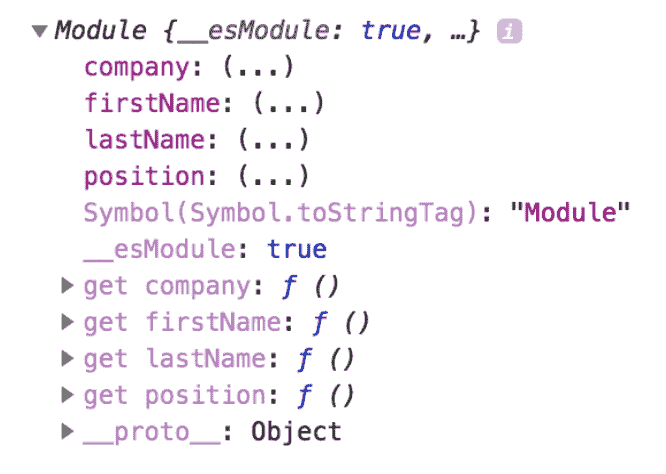 ▼Module {__esModule: true, …} i
company: (...)
firstName: (...)
lastName: (...)
position: (...)
Symbol(Symbol.toStringTag): "Module"
__esModule: true
▶get company: ƒ ()
▶get firstName: ƒ ()
▶get lastName: ƒ ()
▶get position: ƒ ()
▶__proto__: Object